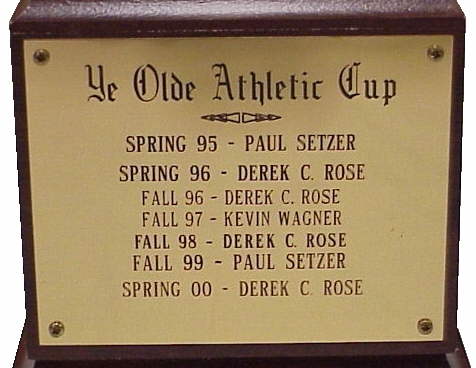 Ye Olde Athletic Cup
SPRING 95 - PAUL SETZER
SPRING 96 - DEREK C. ROSE
FALL 96 - DEREK C. ROSE
FALL 97 - KEVIN WAGNER
FALL 98 - DEREK C. ROSE
FALL 99 - PAUL SETZER
SPRING 00 - DEREK C. ROSE